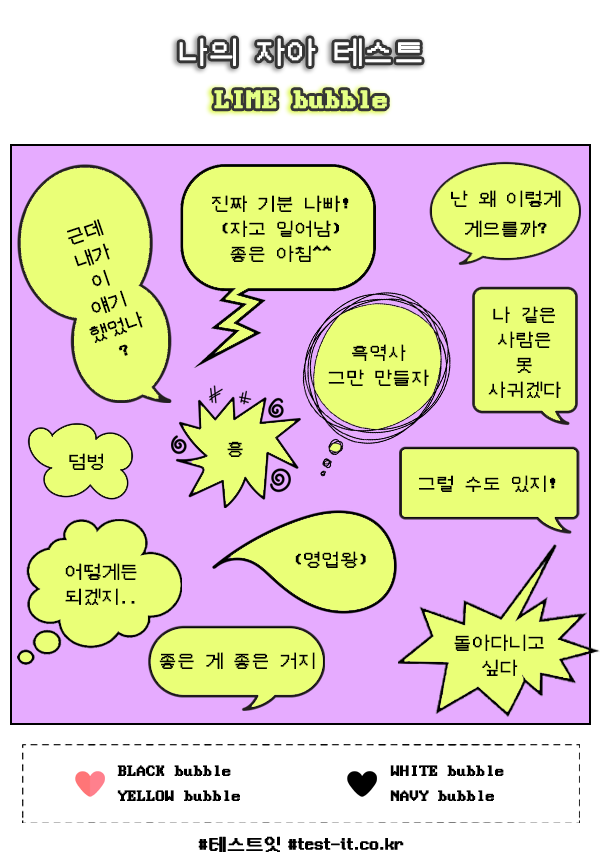 나의 자아 테스트
LIME bubble
근데
내가
이
얘기
했었나
?
진짜 기분 나빠!
(자고 일어남)
좋은 아침^^
난 왜 이렇게
게으를까?
나 같은
사람은
못
사귀겠다
흑역사
그만 만들자
흥
덤벙
그럴 수도 있지!
어떻게든
되겠지..
(영업왕)
돌아다니고
싶다
좋은 게 좋은 거지
BLACK bubble
YELLOW bubble
WHITE bubble
NAVY bubble
#테스트잇 #test-it.co.kr